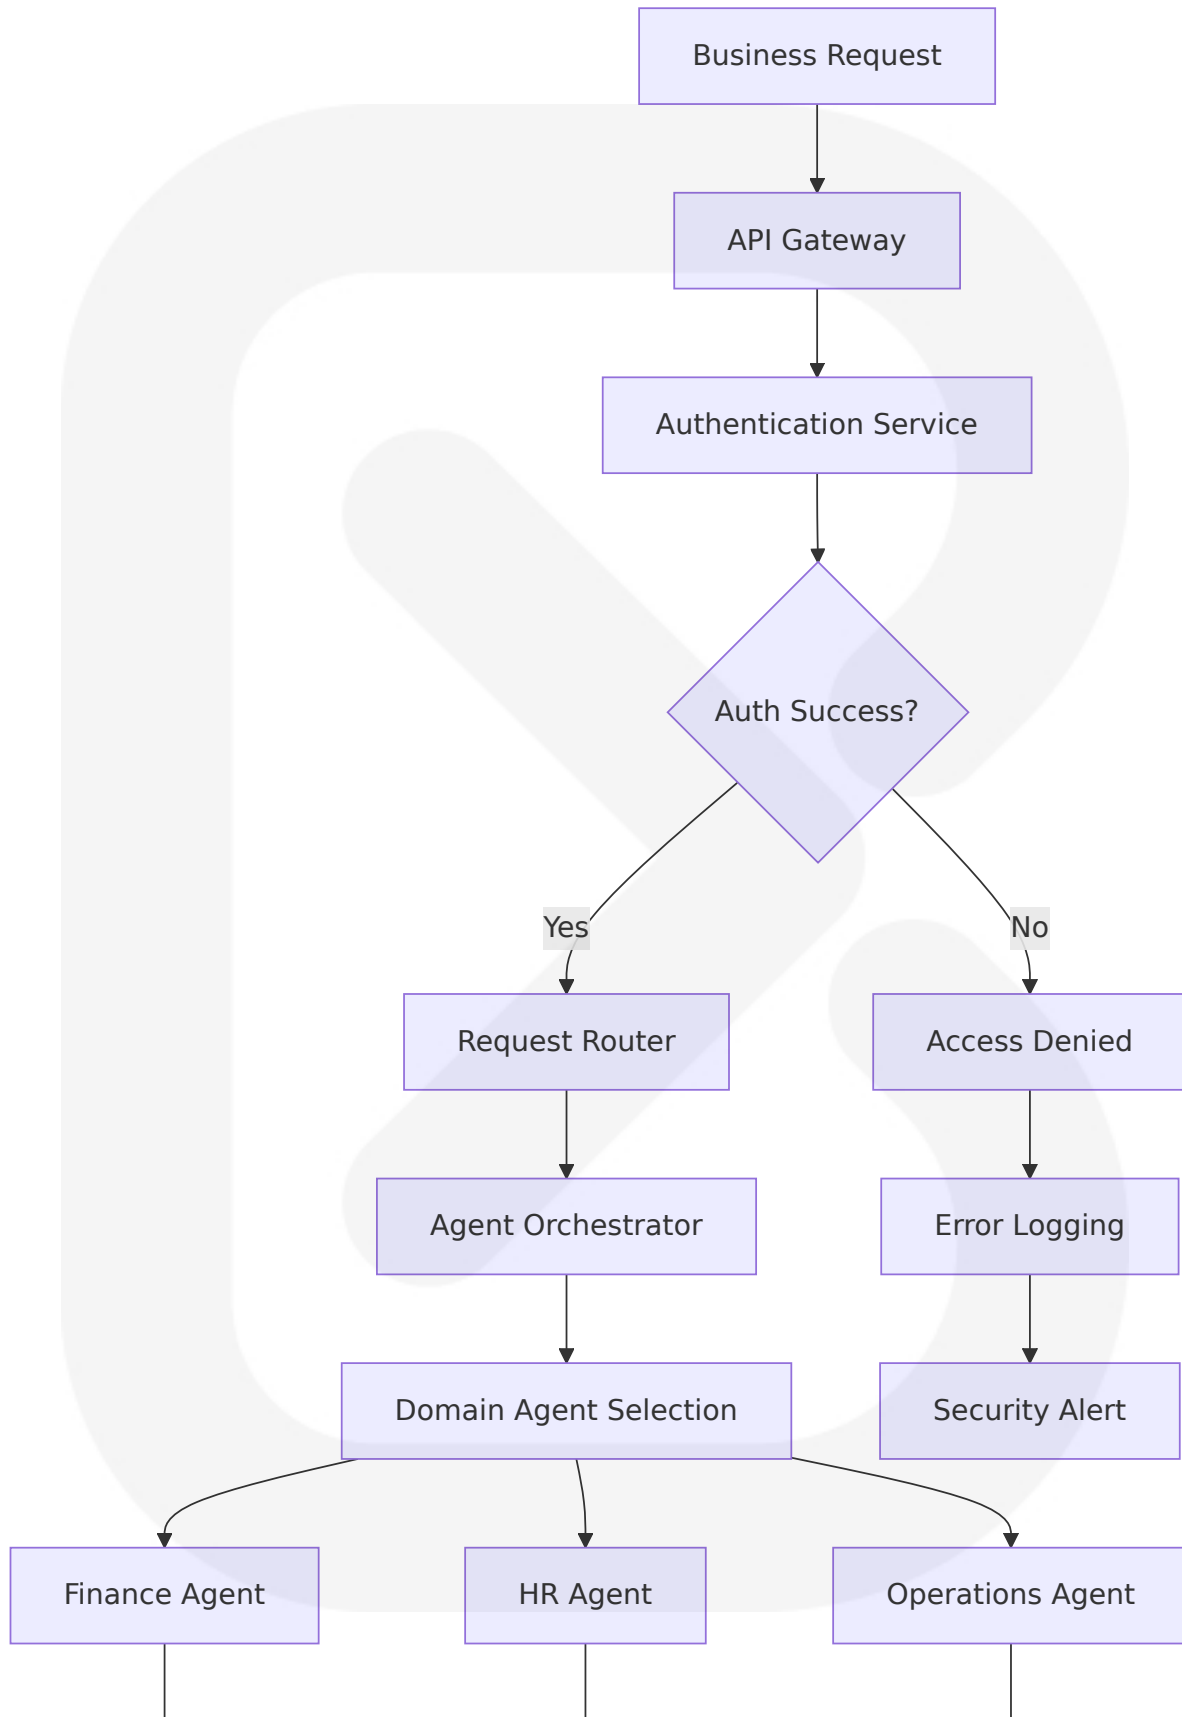 Business Request
API Gateway
Authentication Service
Auth Success?
Yes
No
Request Router
Access Denied
Agent Orchestrator
Error Logging
Domain Agent Selection
Security Alert
Finance Agent
HR Agent
Operations Agent